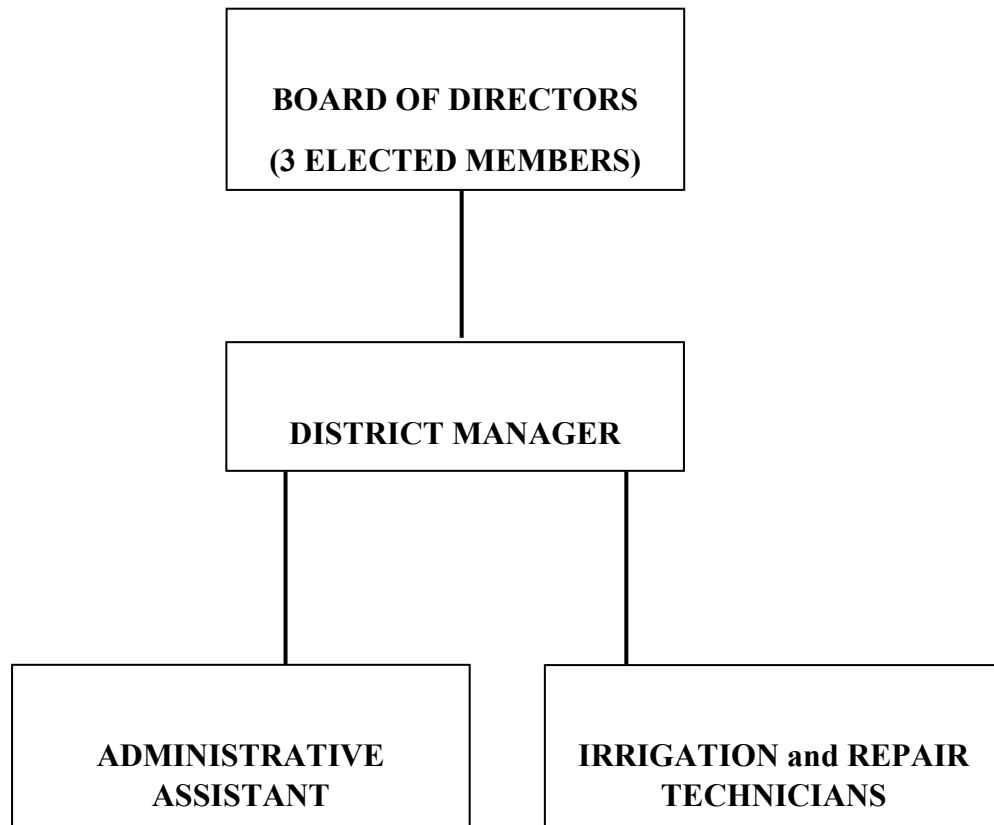 BOARD OF DIRECTORS
(3 ELECTED MEMBERS)
DISTRICT MANAGER
ADMINISTRATIVE
ASSISTANT
IRRIGATION and REPAIR
TECHNICIANS